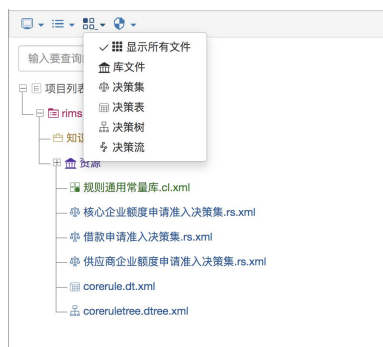 显示所有文件
库文件
决策集
决策表
决策树
决策流
输入要查询
项目列表
rims
知识
资源
规则通用常量库.cl.xml
核心企业额度申请准入决策集.rs.xml
借款申请准入决策集.rs.xml
供应商企业额度申请准入决策集.rs.xml
corerule.dt.xml
coreruletree.dtree.xml